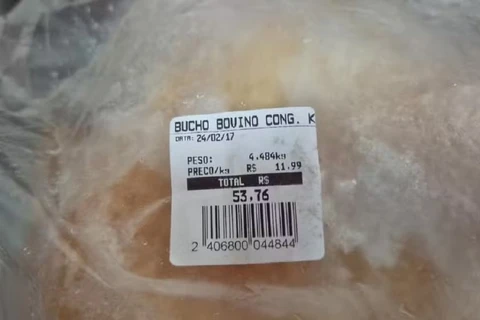 BUCHO BOVINO CONG. K
DATA: 24/02/17
PESO: 4.484kg
PRECO/kg R$ 11.99
TOTAL R$
53,76
2 406800 044844